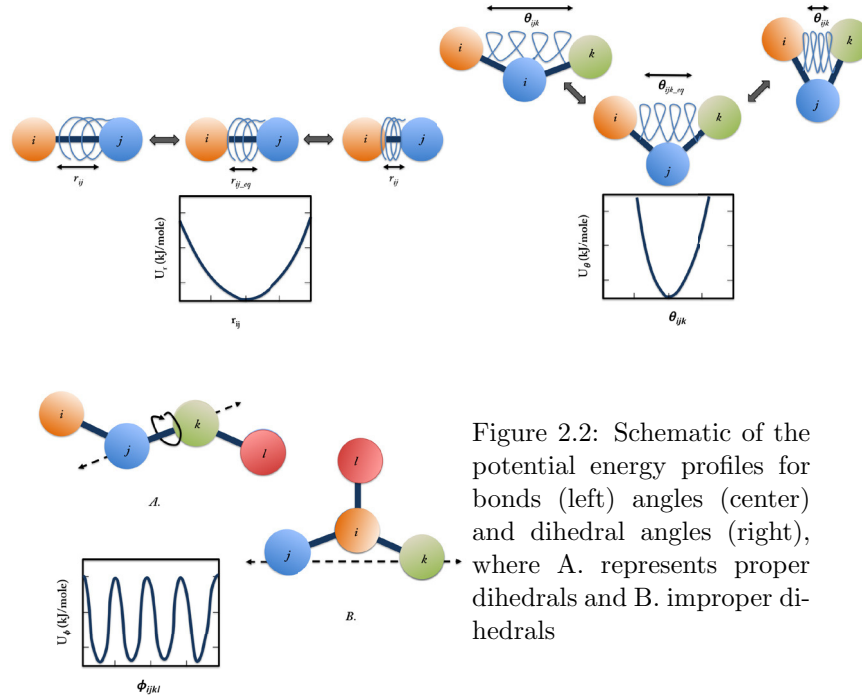 θijk
i
k
i
θijk
i
k
j
θijk_eq
i
k
j
i
j
i
j
i
j
rij
rij_eq
rij
Ur (kJ/mole)
rij
Uθ (kJ/mole)
θijk
i
j
k
l
A.
l
i
j
k
B.
Uϕ (kJ/mole)
ϕijkl
Figure 2.2: Schematic of the
potential energy profiles for
bonds (left) angles (center)
and dihedral angles (right),
where A. represents proper
dihedrals and B. improper di-
hedrals